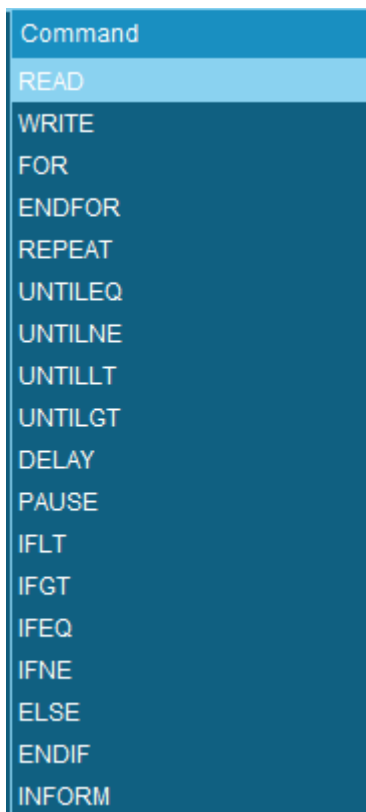 Command
READ
WRITE
FOR
ENDFOR
REPEAT
UNTILEQ
UNTILNE
UNTILLT
UNTILGT
DELAY
PAUSE
IFLT
IFGT
IFEQ
IFNE
ELSE
ENDIF
INFORM